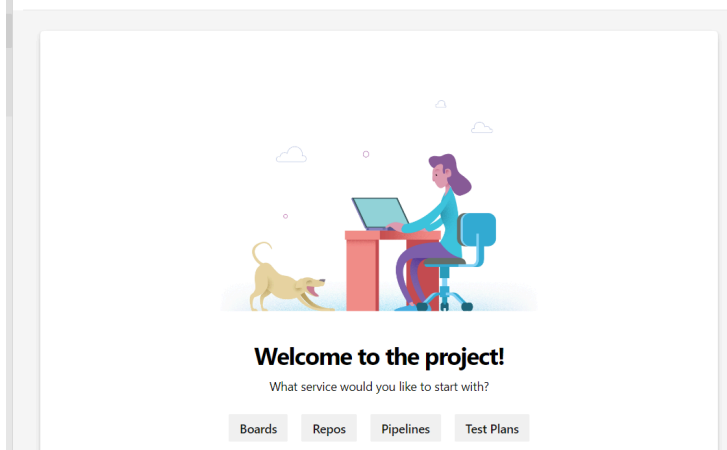 Welcome to the project!
What service would you like to start with?
Boards Repos Pipelines Test Plans